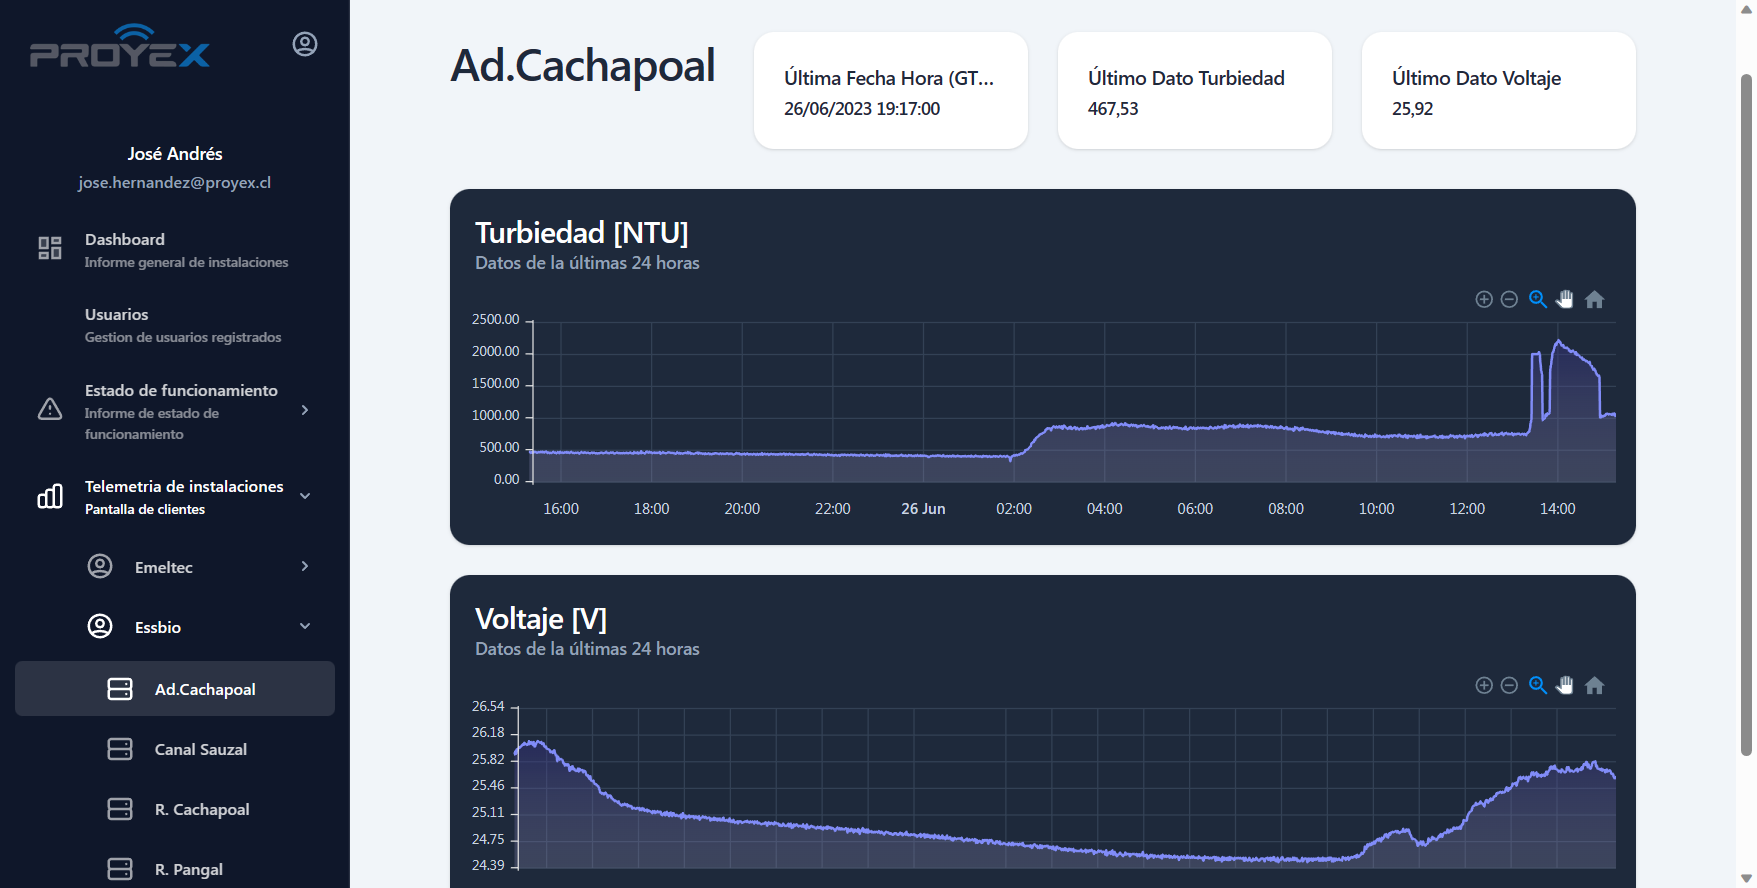 PROYEX
José Andrés
jose.hernandez@proyex.cl
Dashboard
Informe general de instalaciones
Usuarios
Gestion de usuarios registrados
Estado de funcionamiento
Informe de estado de
funcionamiento
Telemetria de instalaciones
Pantalla de clientes
Emeltec
Essbio
Ad.Cachapoal
Canal Sauzal
R. Cachapoal
R. Pangal
Ad.Cachapoal
Última Fecha Hora (GT...
26/06/2023 19:17:00
Último Dato Turbiedad
467,53
Último Dato Voltaje
25,92
Turbiedad [NTU]
Datos de la últimas 24 horas
2500.00
2000.00
1500.00
1000.00
500.00
0.00
16:00 18:00 20:00 22:00 26 Jun 02:00 04:00 06:00 08:00 10:00 12:00 14:00
Voltaje [V]
Datos de la últimas 24 horas
26.54
26.18
25.82
25.46
25.11
24.75
24.39